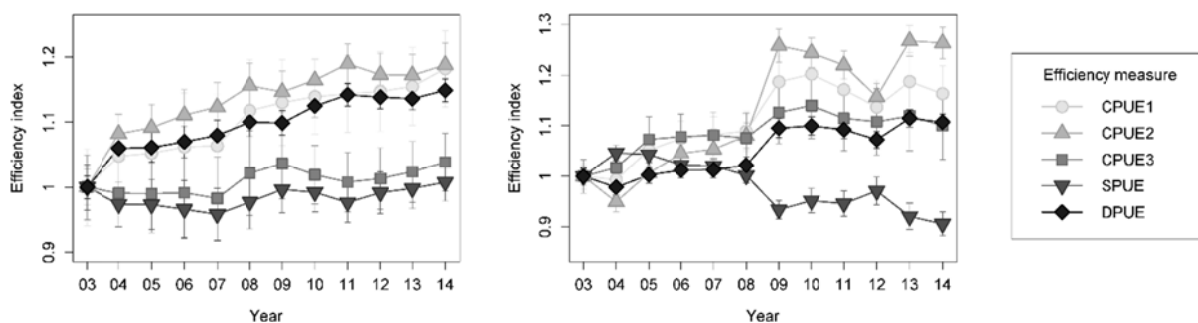 Efficiency index
1.2
1.1
1
0.9
03 04 05 06 07 08 09 10 11 12 13 14
Year
Efficiency index
1.3
1.2
1.1
1
0.9
03 04 05 06 07 08 09 10 11 12 13 14
Year
Efficiency measure
CPUE1
CPUE2
CPUE3
SPUE
DPUE